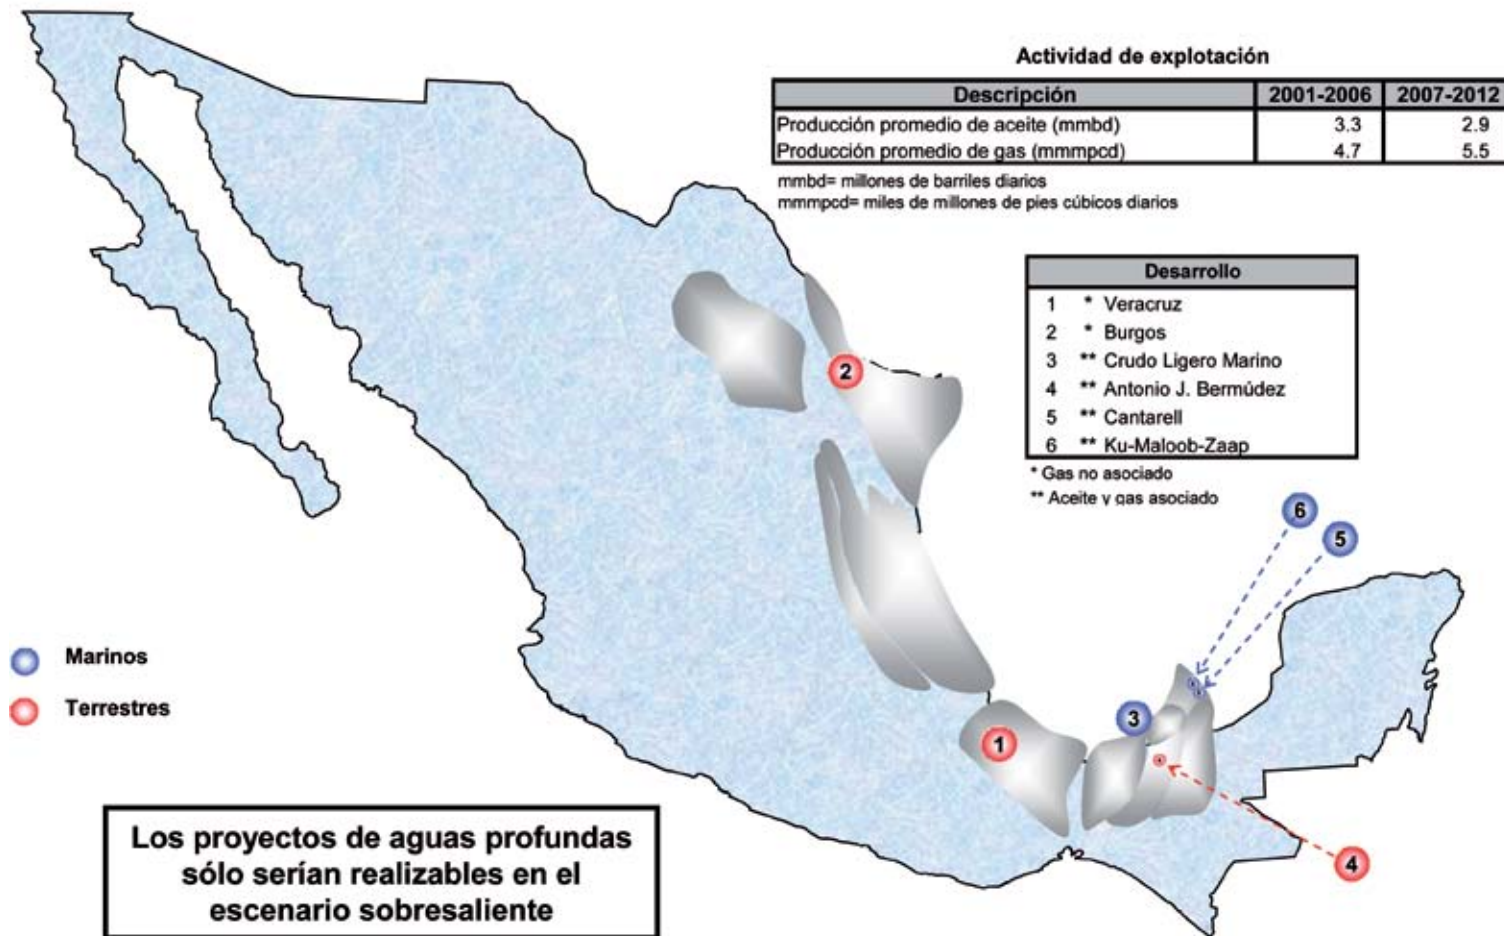 Actividad de explotación
Descripción 2001-2006 2007-2012
Producción promedio de aceite (mmbd) 3.3 2.9
Producción promedio de gas (mmmpcd) 4.7 5.5
mmbd= millones de barriles diarios
mmmpcd= miles de millones de pies cúbicos diarios
Desarrollo
1 * Veracruz
2 * Burgos
3 ** Crudo Ligero Marino
4 ** Antonio J. Bermúdez
5 ** Cantarell
6 ** Ku-Maloob-Zaap
* Gas no asociado
** Aceite y gas asociado
2
6
5
3
1
4
Marinos
Terrestres
Los proyectos de aguas profundas
sólo serían realizables en el
escenario sobresaliente